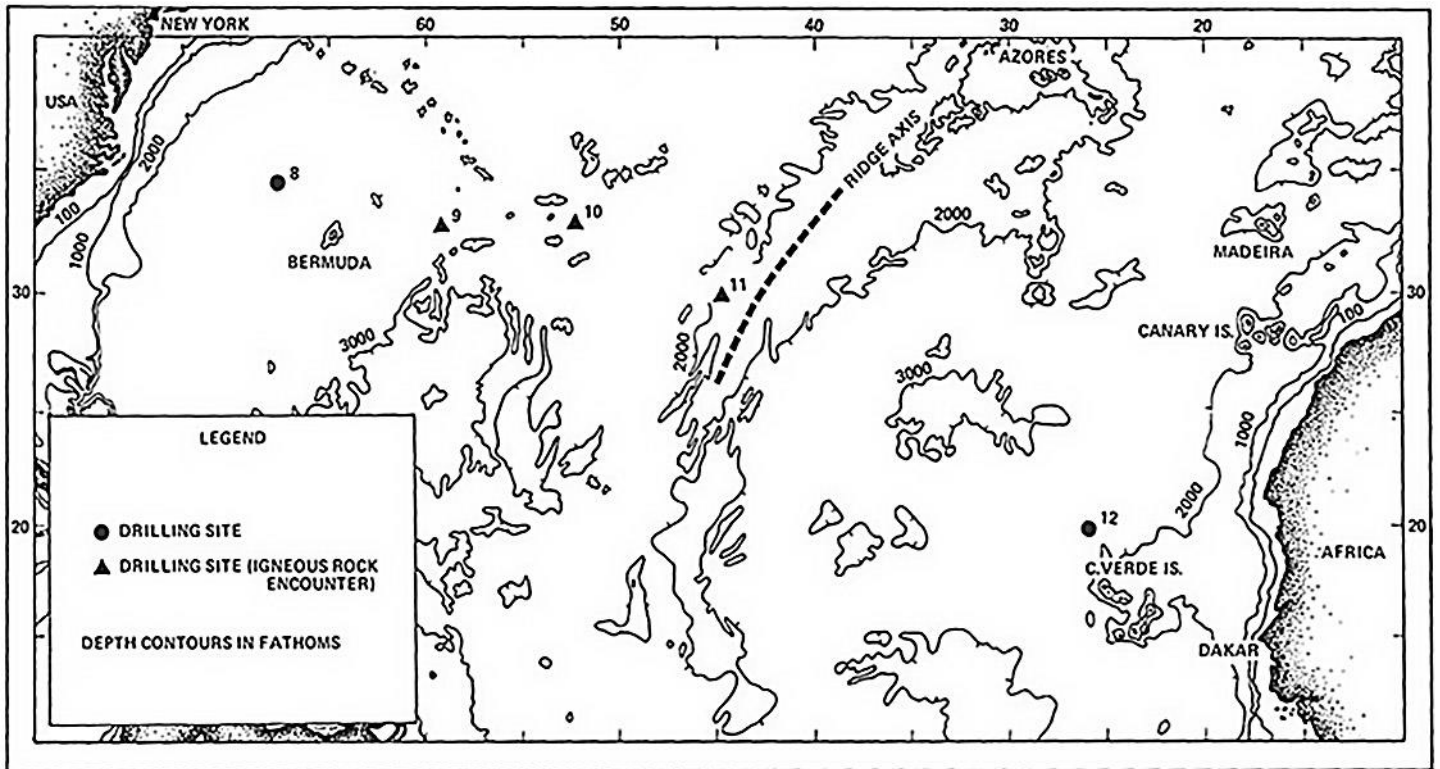 NEW YORK
60
50
40
30
20
AZORES
USA
2000
RIDGE AXIS
8
100
9
10
2000
1000
BERMUDA
MADEIRA
30
11
30
3000
2000
CANARY IS.
100
3000
1000
LEGEND
2000
20
DRILLING SITE
12
20
DRILLING SITE (IGNEOUS ROCK
ENCOUNTER)
C.VERDE IS.
AFRICA
DEPTH CONTOURS IN FATHOMS
DAKAR